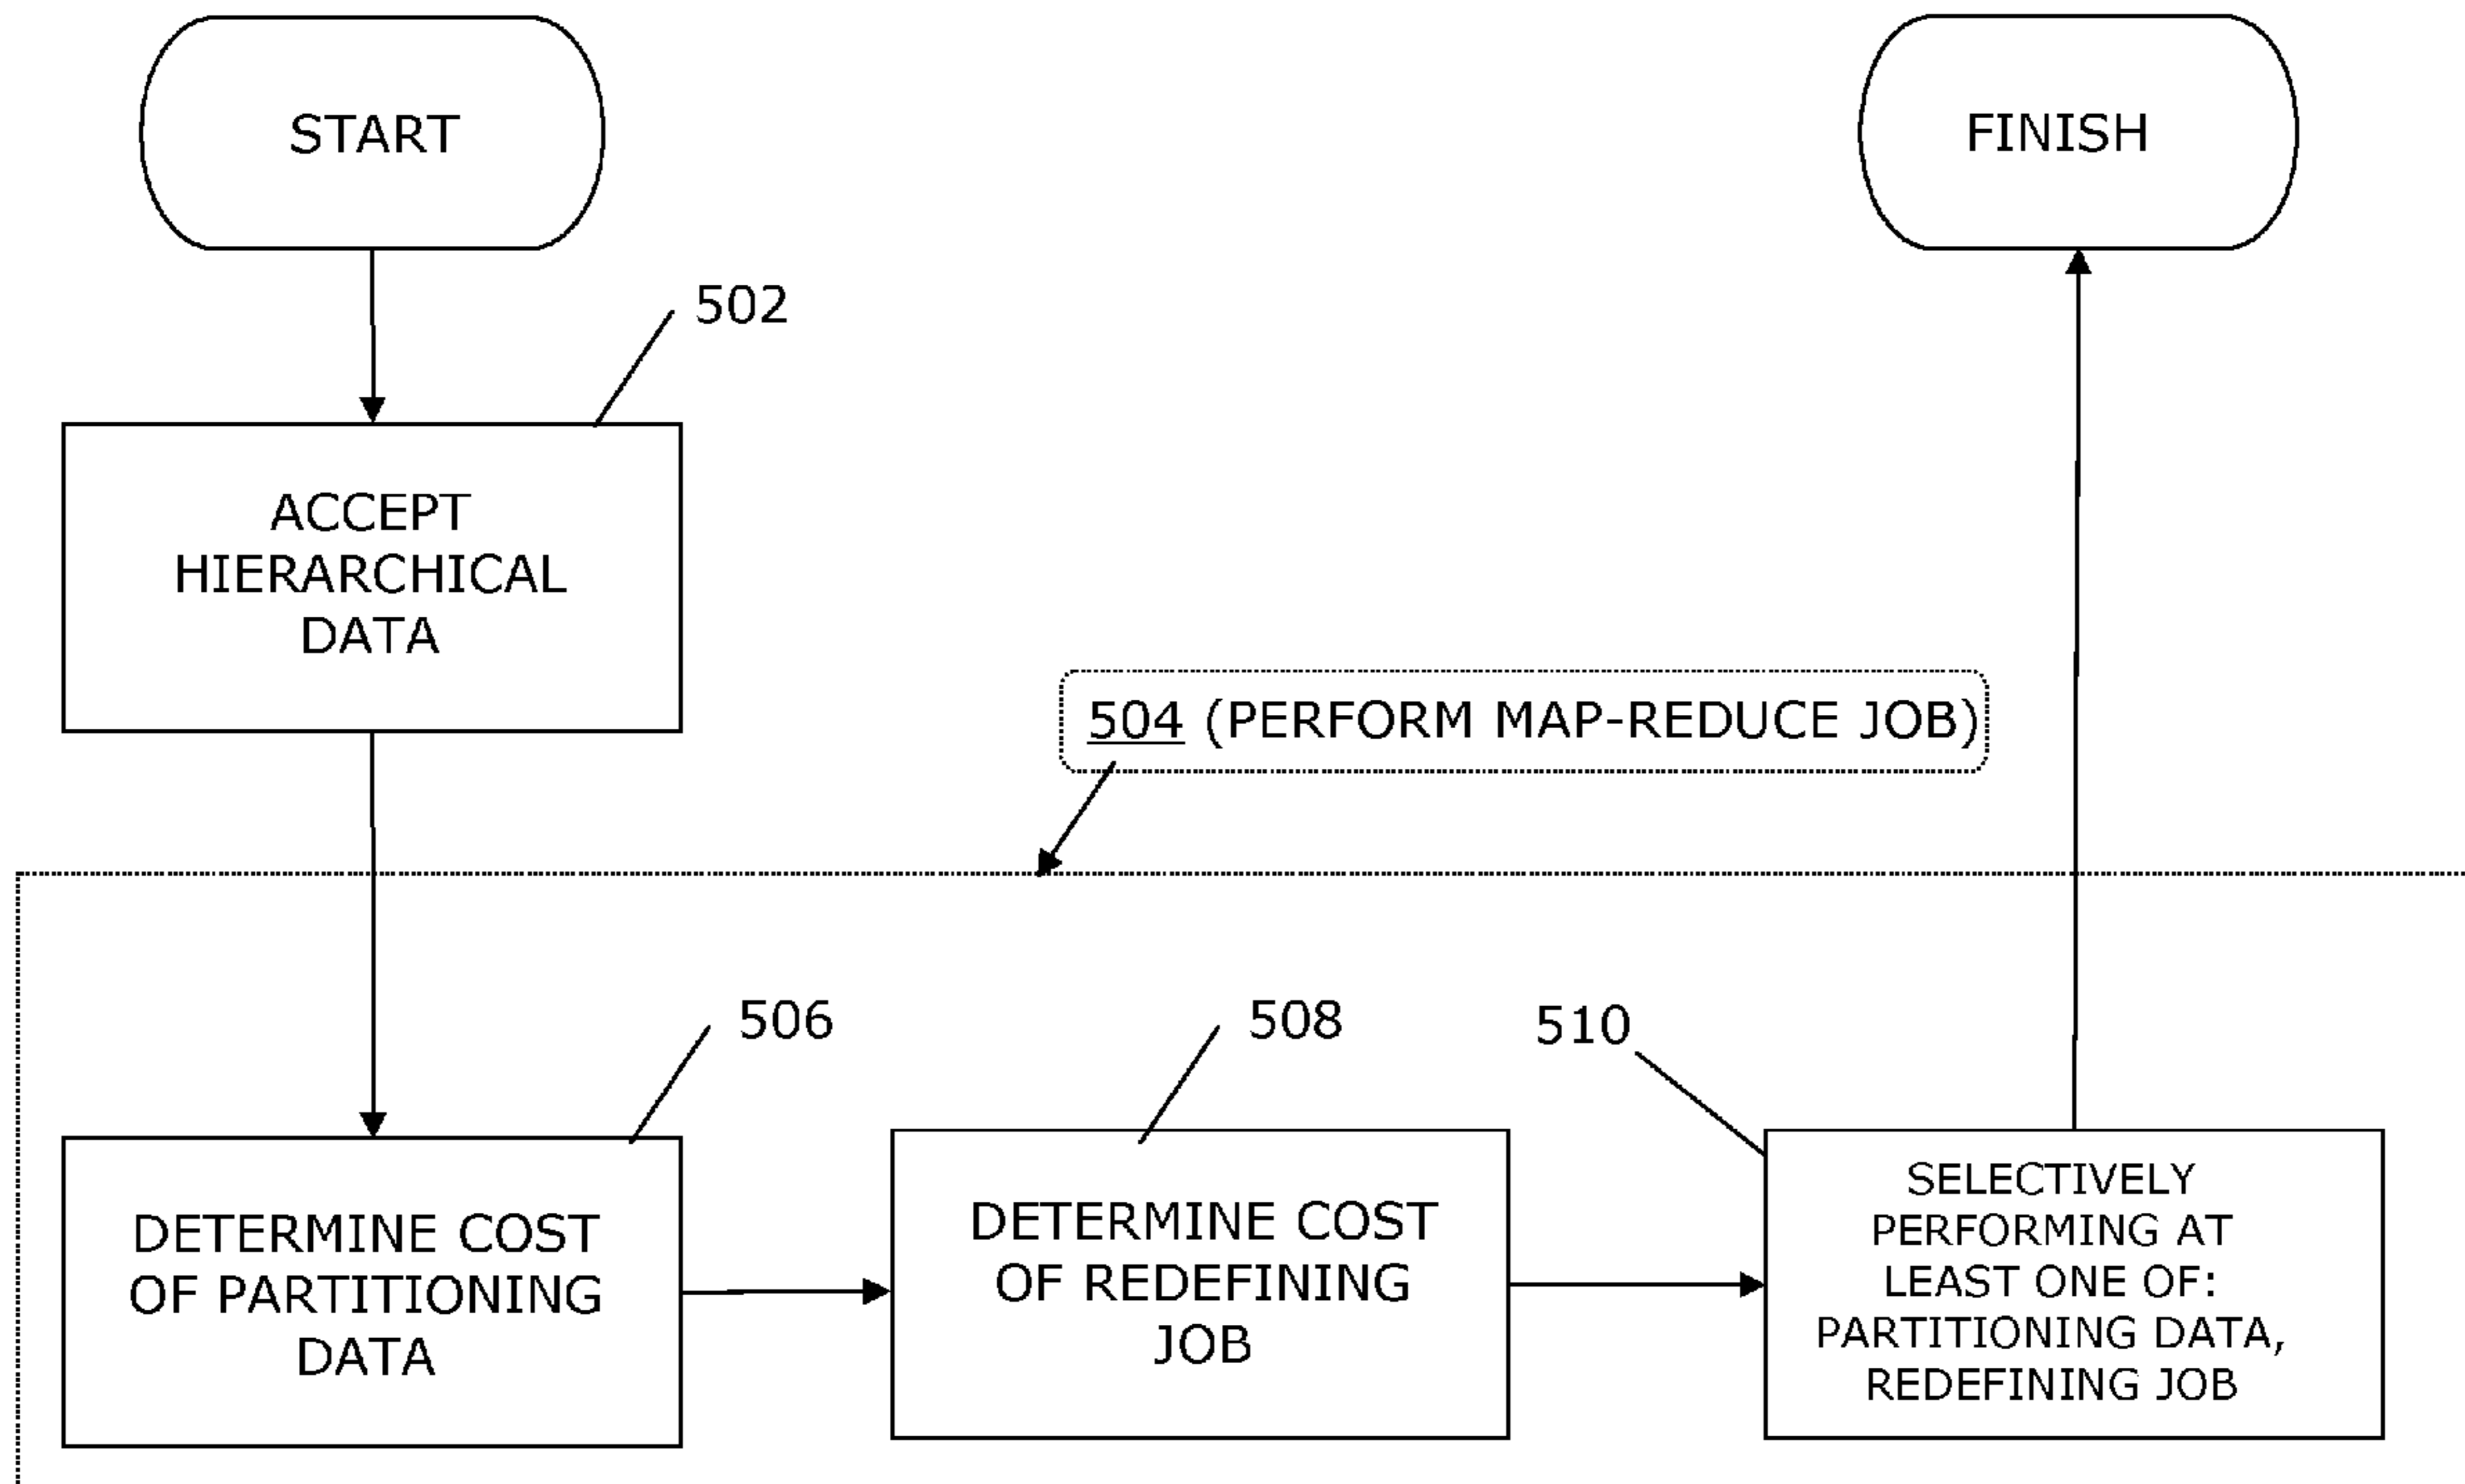 START
FINISH
502
ACCEPT
HIERARCHICAL
DATA
504 (PERFORM MAP-REDUCE JOB)
506
508
510
DETERMINE COST
OF PARTITIONING
DATA
DETERMINE COST
OF REDEFINING
JOB
SELECTIVELY
PERFORMING AT
LEAST ONE OF:
PARTITIONING DATA,
REDEFINING JOB